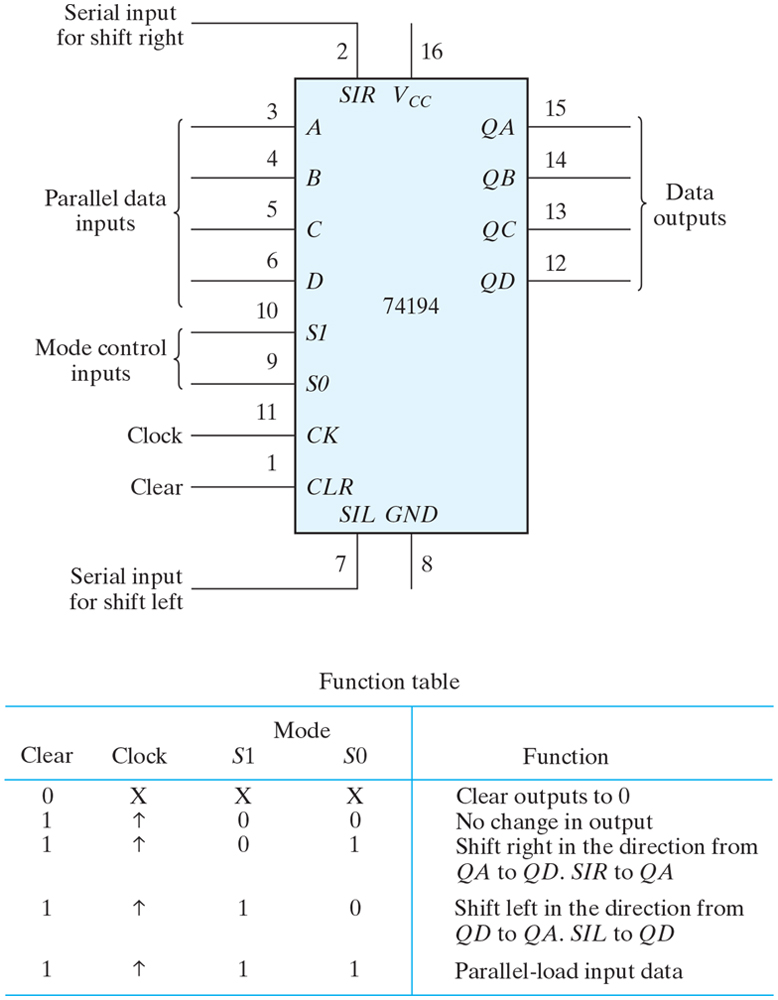 Serial input
for shift right
2
16
SIR VCC
3
A
QA
15
4
B
QB
14
Parallel data
inputs
5
C
QC
13
Data
outputs
6
D
QD
12
74194
10
S1
Mode control
inputs
9
S0
11
Clock
CK
1
Clear
CLR
SIL GND
7
8
Serial input
for shift left
Function table
Mode
Clear Clock S1 S0 Function
0 X X X Clear outputs to 0
1 ↑ 0 0 No change in output
1 ↑ 0 1 Shift right in the direction from
QA to QD. SIR to QA
1 ↑ 1 0 Shift left in the direction from
QD to QA. SIL to QD
1 ↑ 1 1 Parallel-load input data